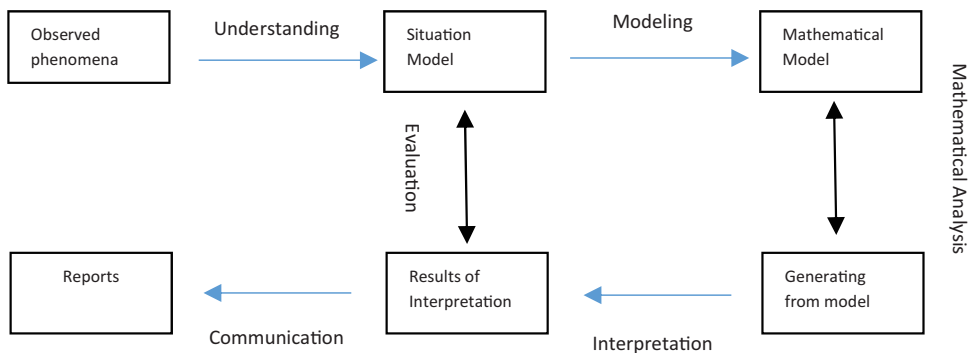 Observed
phenomena
Understanding
Situation
Model
Modeling
Mathematical
Model
Evaluation
Mathematical Analysis
Reports
Communication
Results of
Interpretation
Interpretation
Generating
from model